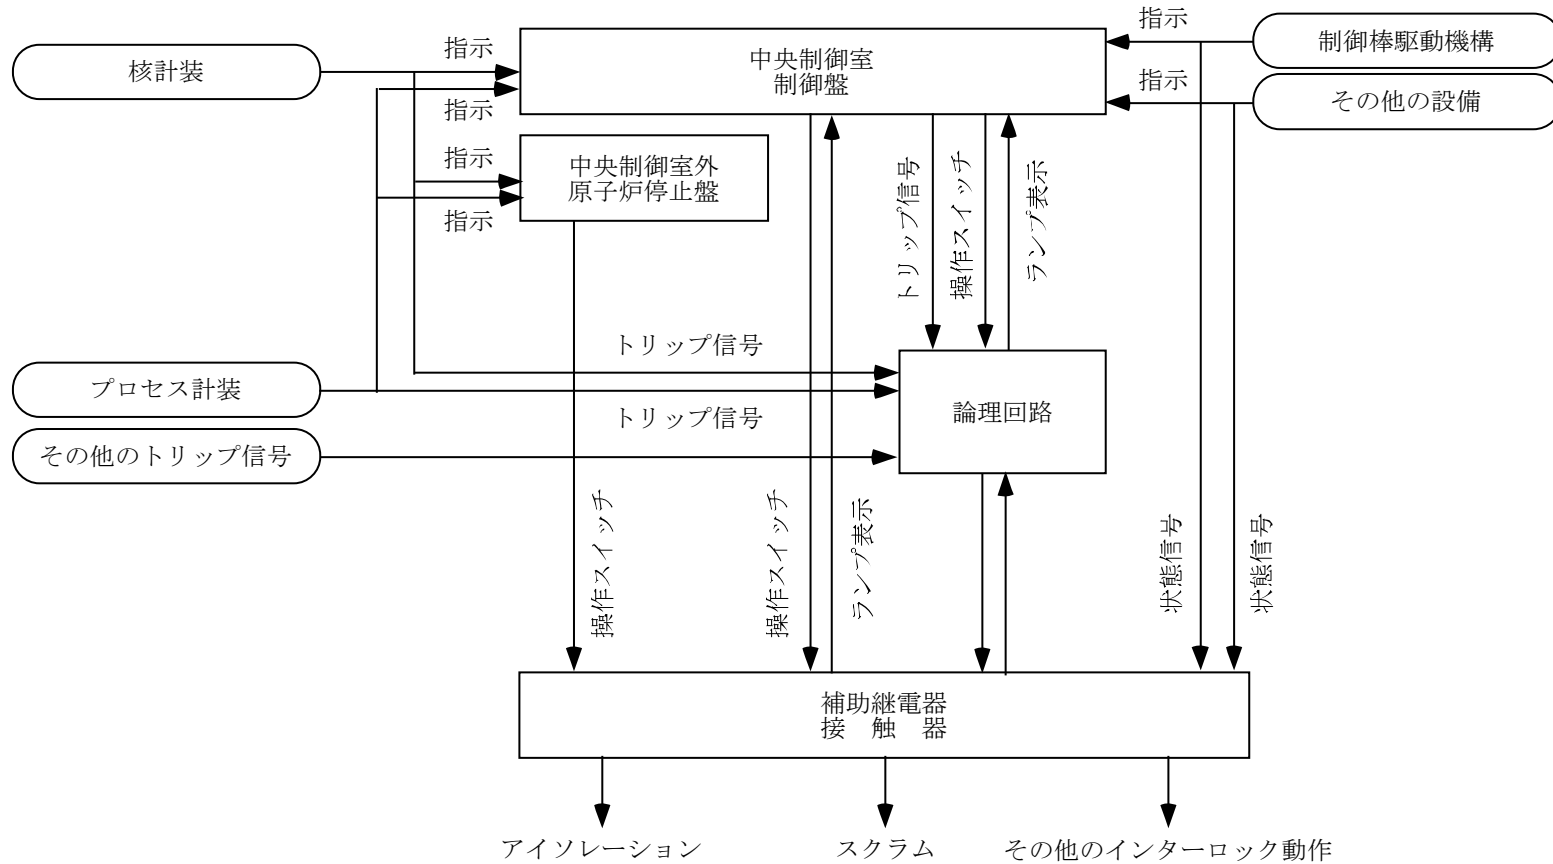 指示
制御棒駆動機構
指示
核計装
中央制御室
制御盤
指示
その他の設備
指示
指示
中央制御室外
原子炉停止盤
指示
トリップ信号
操作スイッチ
ランプ表示
トリップ信号
プロセス計装
トリップ信号
論理回路
その他のトリップ信号
操作スイッチ
操作スイッチ
ランプ表示
状態信号
状態信号
補助継電器
接　触　器
アイソレーション
スクラム
その他のインターロック動作